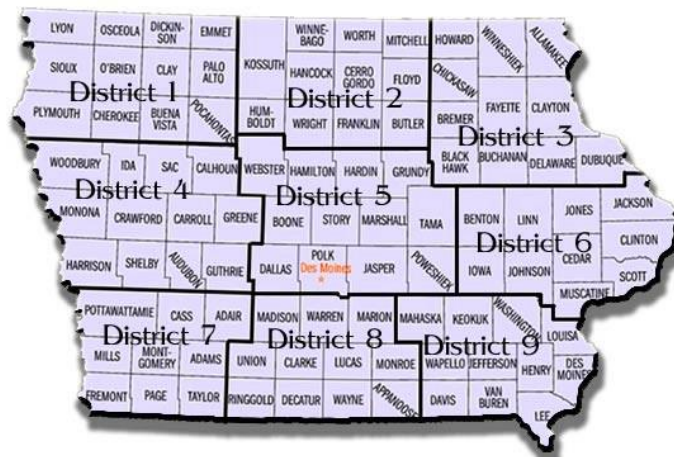 LYON OSCEOLA DICKIN-
SON EMMET
SIOUX O'BRIEN CLAY PALO
ALTO
District 1
PLYMOUTH CHEROKEE BUENA
VISTA POCAHONTAS
KOSSUTH WINNE-
BAGO WORTH MITCHELL
HANCOCK CERRO
GORDO FLOYD
District 2
HUM-
BOLDT WRIGHT FRANKLIN BUTLER
HOWARD WINNESHIEK ALLAMAKEE
CHICKASAW
BREMER FAYETTE CLAYTON
District 3
BLACK
HAWK BUCHANAN DELAWARE DUBUQUE
WOODBURY IDA SAC CALHOUN
District 4
MONONA CRAWFORD CARROLL GREENE
HARRISON SHELBY AUDUBON GUTHRIE
WEBSTER HAMILTON HARDIN GRUNDY
District 5
BOONE STORY MARSHALL TAMA
DALLAS POLK JASPER POWESHIEK
Des Moines
BENTON LINN JONES JACKSON
District 6
CLINTON
CEDAR
IOWA JOHNSON SCOTT
MUSCATINE
POTTAWATTAMIE CASS ADAIR
District 7
MILLS MONT-
GOMERY ADAMS
FREMONT PAGE TAYLOR
MADISON WARREN MARION
District 8
UNION CLARKE LUCAS MONROE
RINGGOLD DECATUR WAYNE APPANOOSE
MAHASKA KEOKUK WASHINGTON LOUISA
District 9
WAPELLO JEFFERSON HENRY DES
MOINES
DAVIS VAN
BUREN LEE